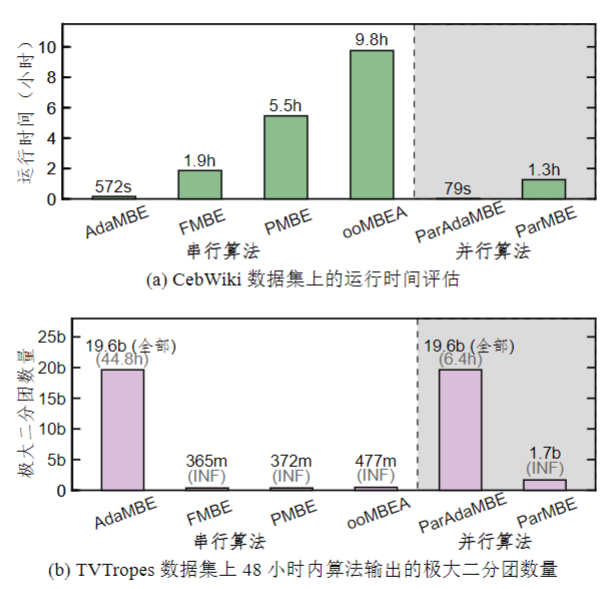 运行时间（小时）
10
8
6
4
2
0
572s
1.9h
5.5h
9.8h
79s
1.3h
AdaMBE
FMBE
PMBE
ooMBEA
ParAdaMBE
ParMBE
串行算法
并行算法
(a) CebWiki 数据集上的运行时间评估
极大二分团数量
25b
20b
15b
10b
5b
0
19.6b (全部)
(44.8h)
365m
(INF)
372m
(INF)
477m
(INF)
19.6b (全部)
(6.4h)
1.7b
(INF)
AdaMBE
FMBE
PMBE
ooMBEA
ParAdaMBE
ParMBE
串行算法
并行算法
(b) TVTropes 数据集上 48 小时内算法输出的极大二分团数量